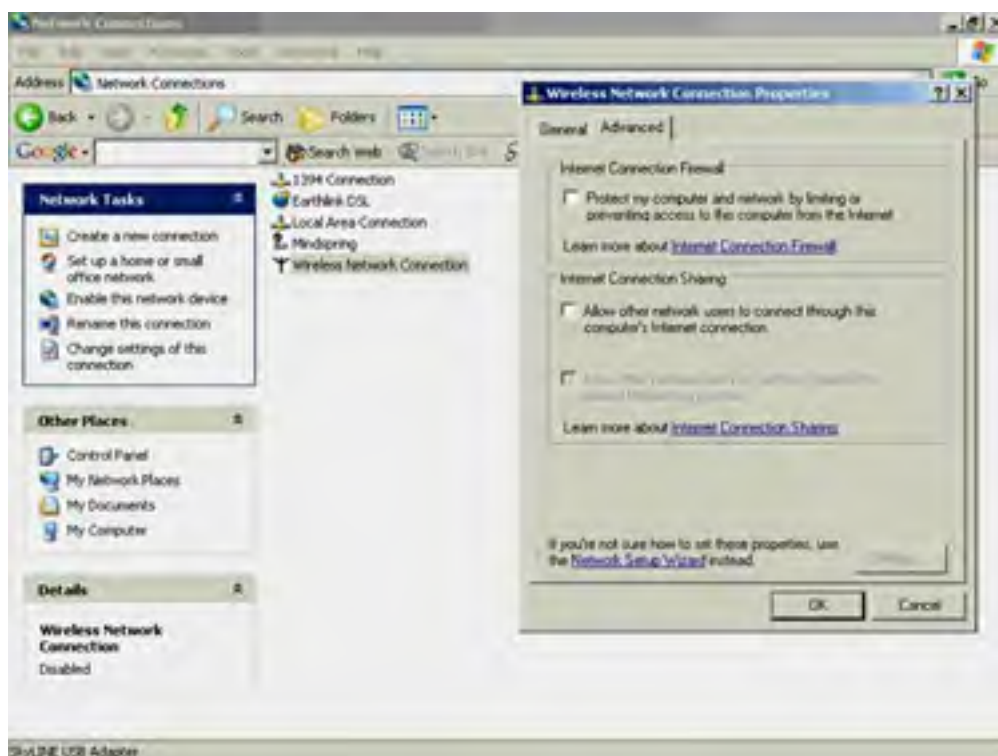 Network Connections
Address Network Connections
Back
Search
Folders
Google
Search Web
Network Tasks
Create a new connection
Set up a home or small
office network
Enable this network device
Rename this connection
Change settings of this
connection
Other Places
Control Panel
My Network Places
My Documents
My Computer
Details
Wireless Network
Connection
Disabled
1394 Connection
Earthlink DSL
Local Area Connection
Mindspring
Wireless Network Connection
Wireless Network Connection Properties
General
Advanced
Internet Connection Firewall
Protect my computer and network by limiting or
preventing access to this computer from the Internet
Learn more about Internet Connection Firewall.
Internet Connection Sharing
Allow other network users to connect through this
computer's Internet connection
Learn more about Internet Connection Sharing.
If you're not sure how to set these properties, use
the Network Setup Wizard instead.
OK
Cancel
SkyLINE USB Adapter